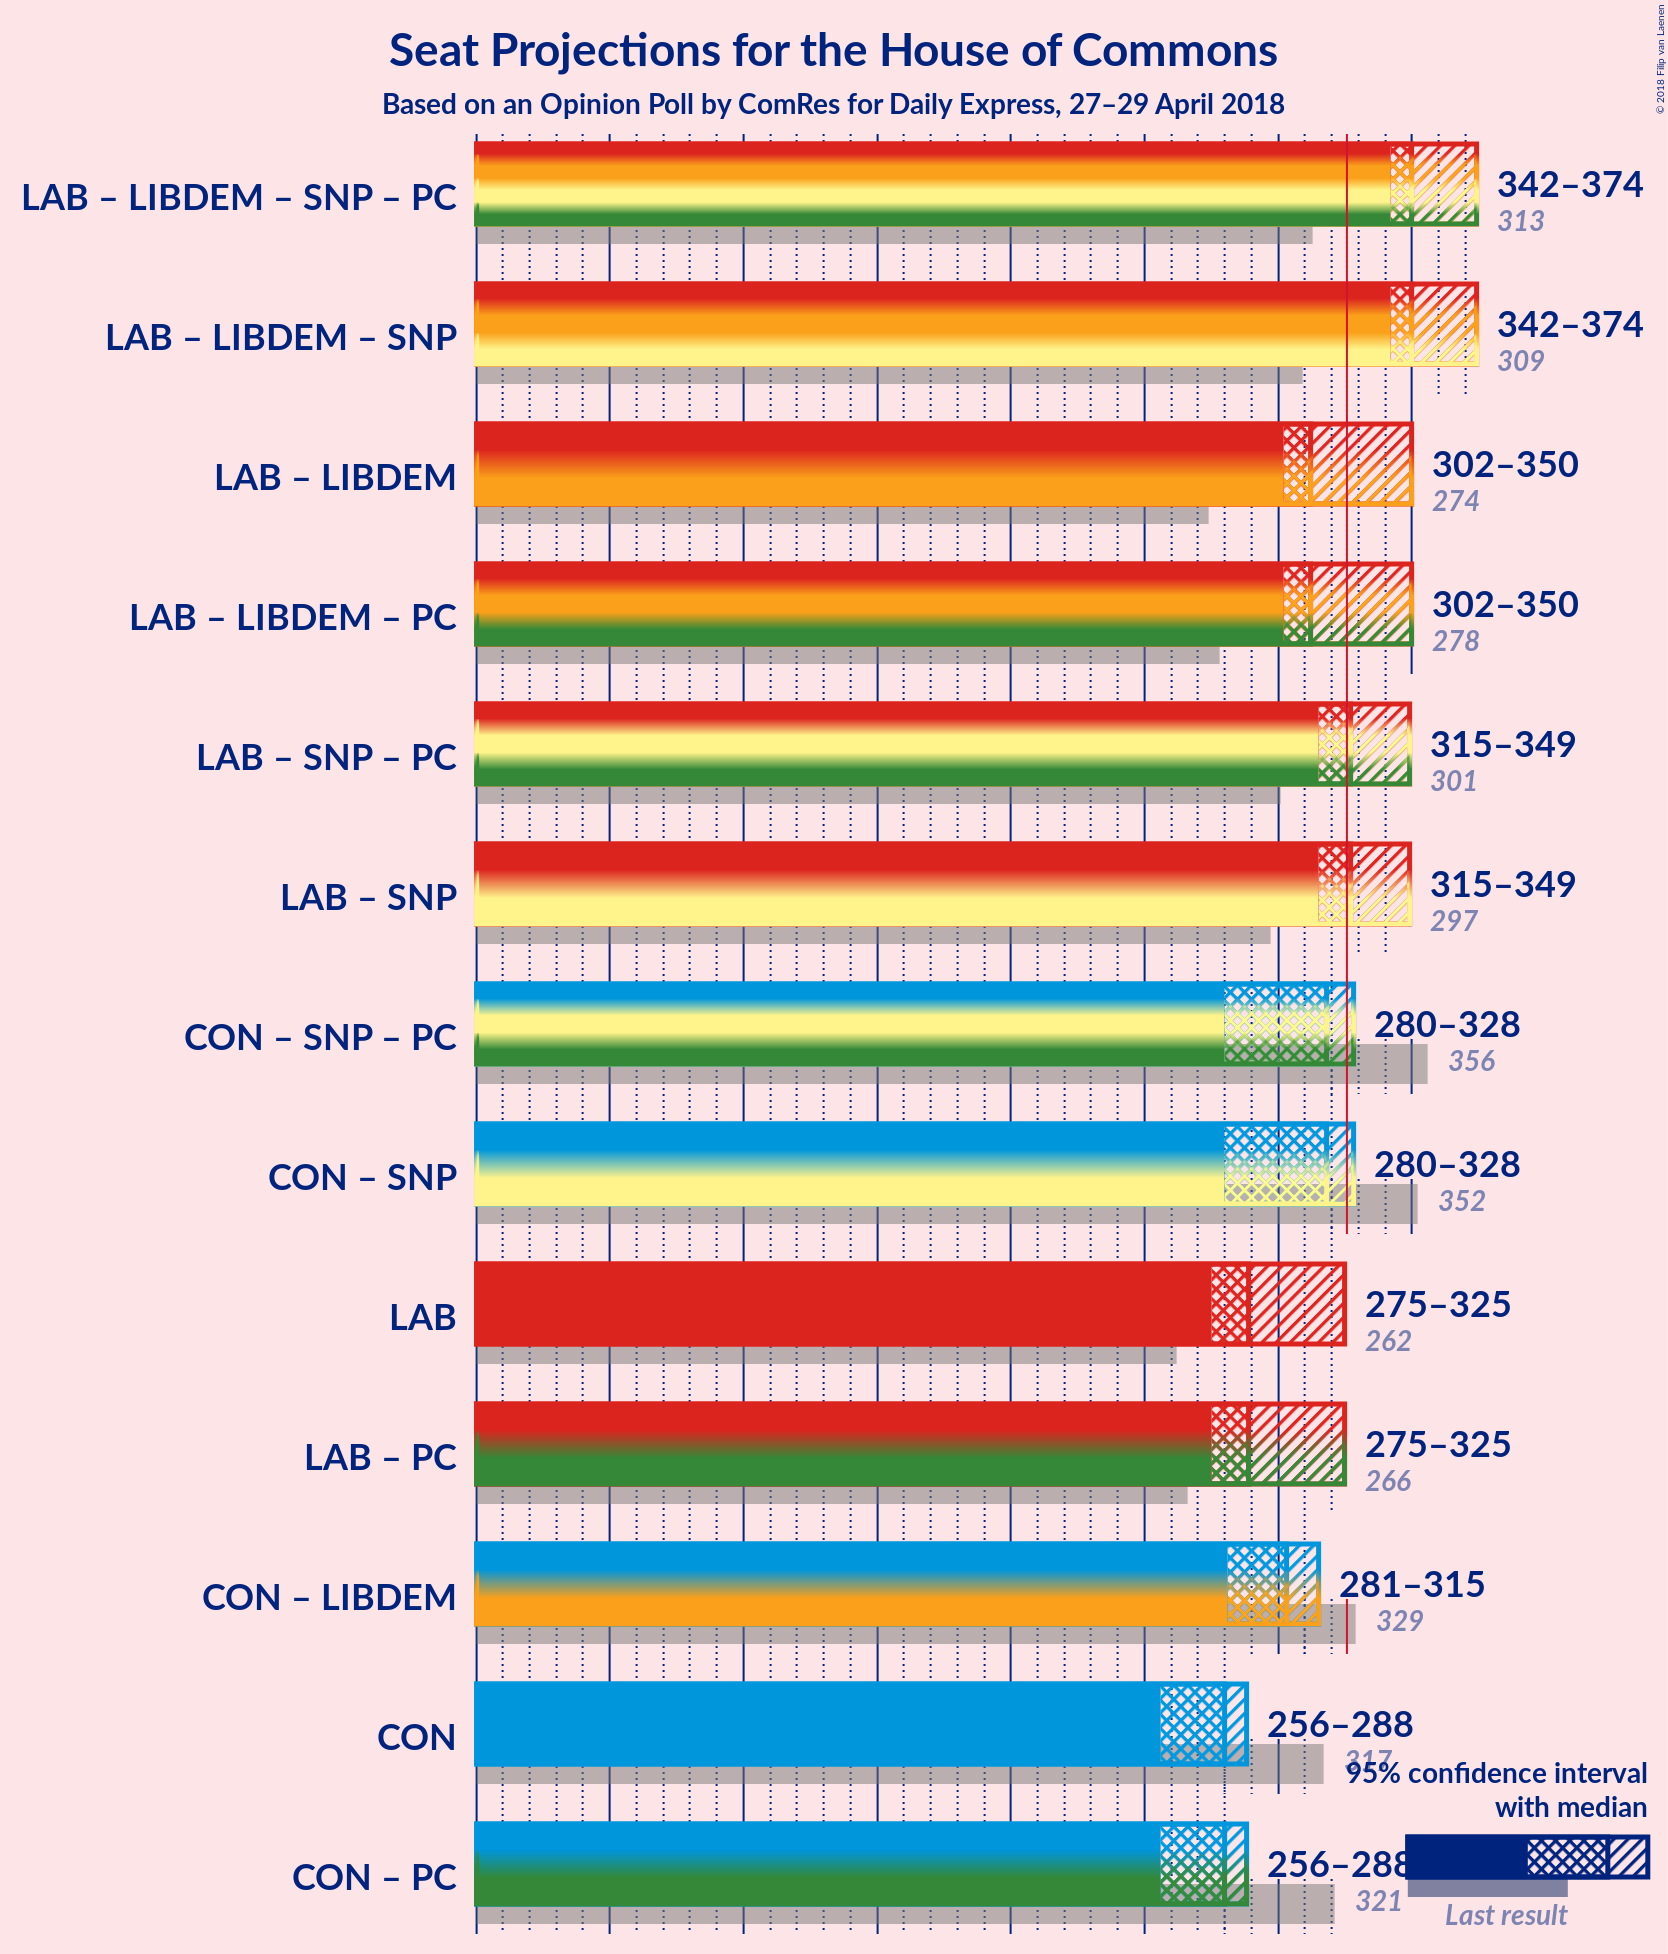 © 2018 Filip van Laenen
Seat Projections for the House of Commons
Based on an Opinion Poll by ComRes for Daily Express, 27–29 April 2018
LAB – LIBDEM – SNP – PC
342–374
313
LAB – LIBDEM – SNP
342–374
309
LAB – LIBDEM
302–350
274
LAB – LIBDEM – PC
302–350
278
LAB – SNP – PC
315–349
301
LAB – SNP
315–349
297
CON – SNP – PC
280–328
356
CON – SNP
280–328
352
LAB
275–325
262
LAB – PC
275–325
266
CON – LIBDEM
281–315
329
CON
256–288
317
95% confidence interval
with median
CON – PC
256–288
321
Last result